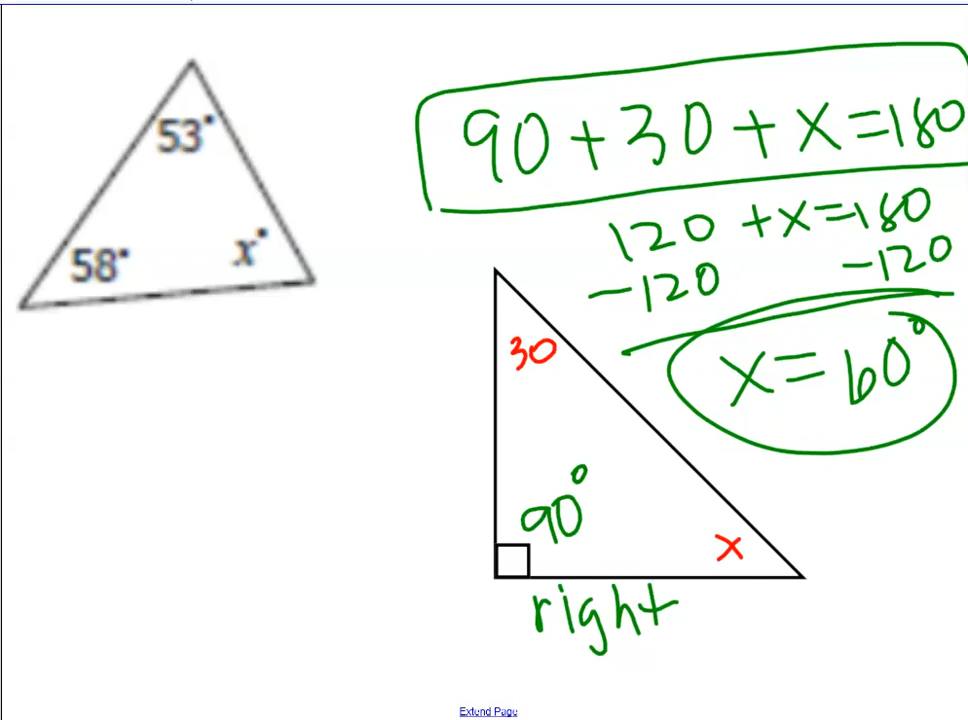 53°
58°
x°
90+30+x=180
120+x=180
-120 -120
x=60°
30
90°
x
right
Extend Page